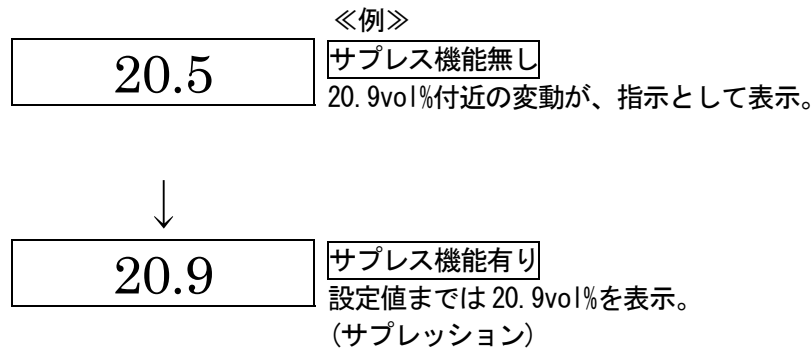 ≪例≫
20.5
サプレス機能無し
20.9vol%付近の変動が、指示として表示。
↓
20.9
サプレス機能有り
設定値までは 20.9vol%を表示。
(サプレッション)